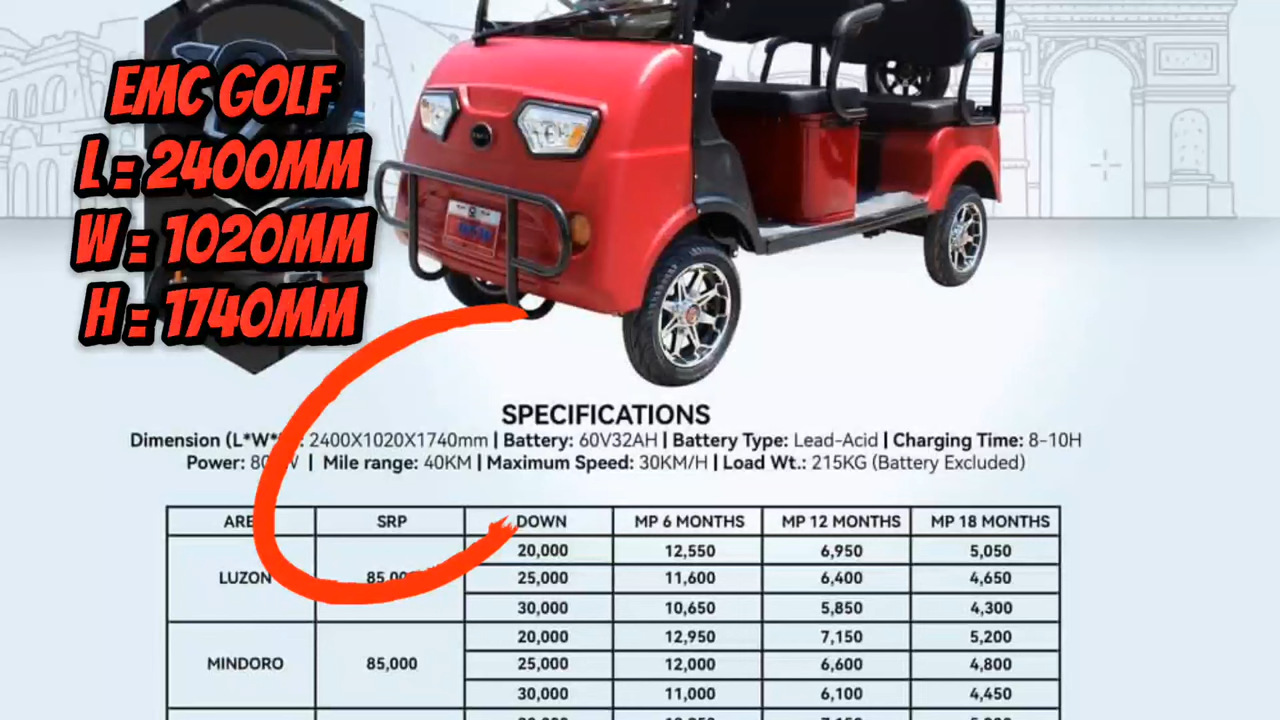 EMC GOLF
L = 2400MM
W = 1020MM
H = 1740MM
SPECIFICATIONS
Dimension (L*W* : 2400X1020X1740mm | Battery: 60V32AH | Battery Type: Lead-Acid | Charging Time: 8-10H
Power: | Mile range: 40KM | Maximum Speed: 30KM/H | Load Wt.: 215KG (Battery Excluded)
SRP DOWN MP 6 MONTHS MP 12 MONTHS MP 18 MONTHS
20,000 12,550 6,950 5,050
LUZON 85,000 25,000 11,600 6,400 4,650
30,000 10,650 5,850 4,300
20,000 12,950 7,150 5,200
MINDORO 85,000 25,000 12,000 6,600 4,800
30,000 11,000 6,100 4,450